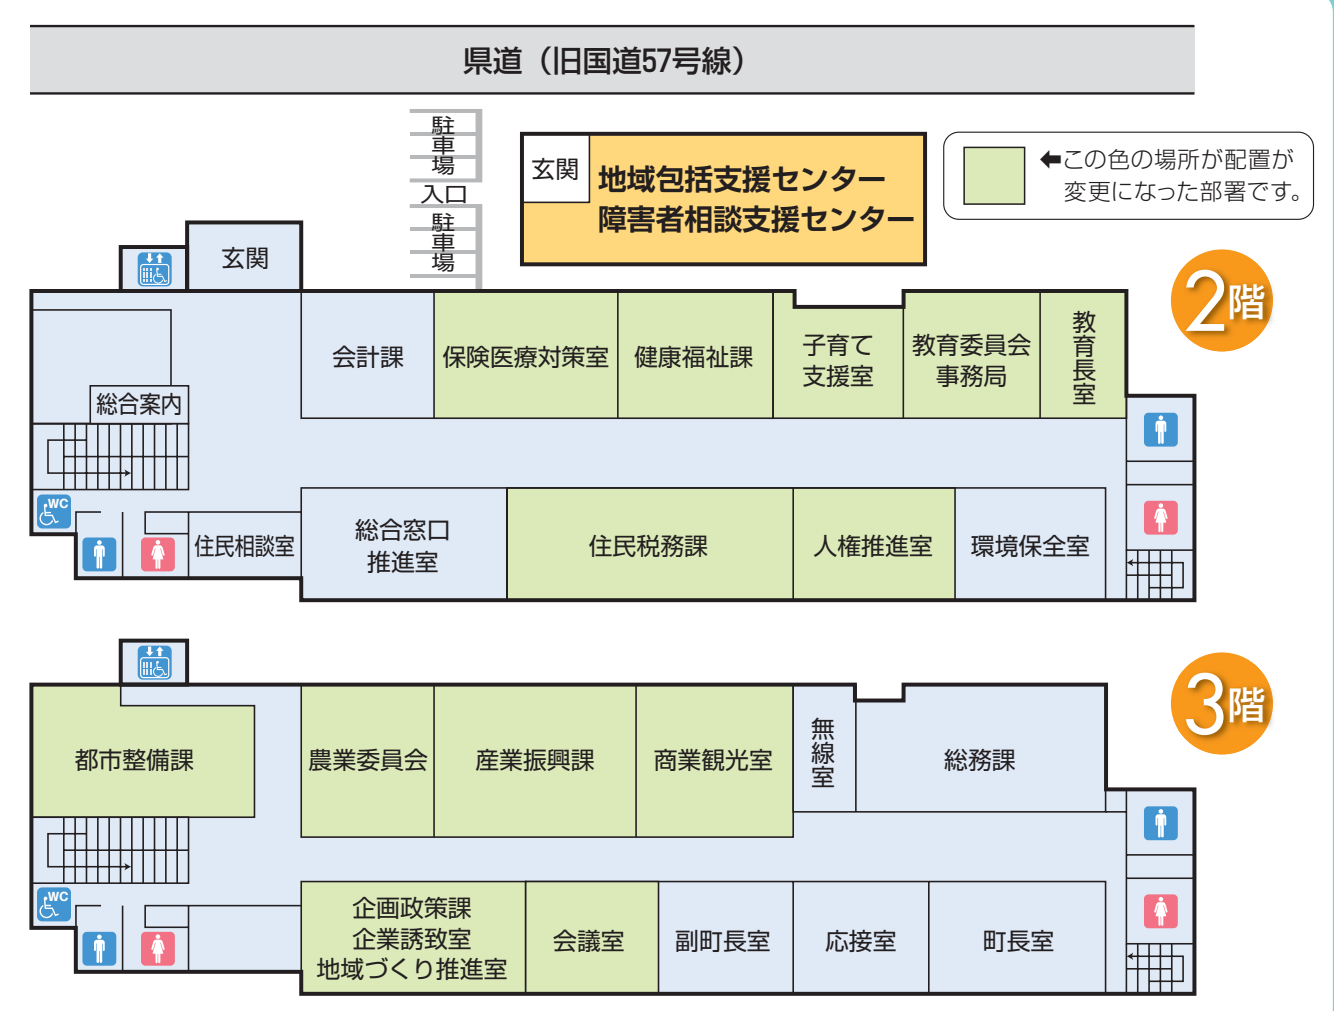 県道（旧国道57号線）
駐車場
入口
駐車場
玄関
地域包括支援センター
障害者相談支援センター
⬅この色の場所が配置が
変更になった部署です。
2階
玄関
会計課
保険医療対策室
健康福祉課
子育て
支援室
教育委員会
事務局
教育長室
総合案内
WC
住民相談室
総合窓口
推進室
住民税務課
人権推進室
環境保全室
3階
都市整備課
農業委員会
産業振興課
商業観光室
無線室
総務課
WC
企画政策課
企業誘致室
地域づくり推進室
会議室
副町長室
応接室
町長室